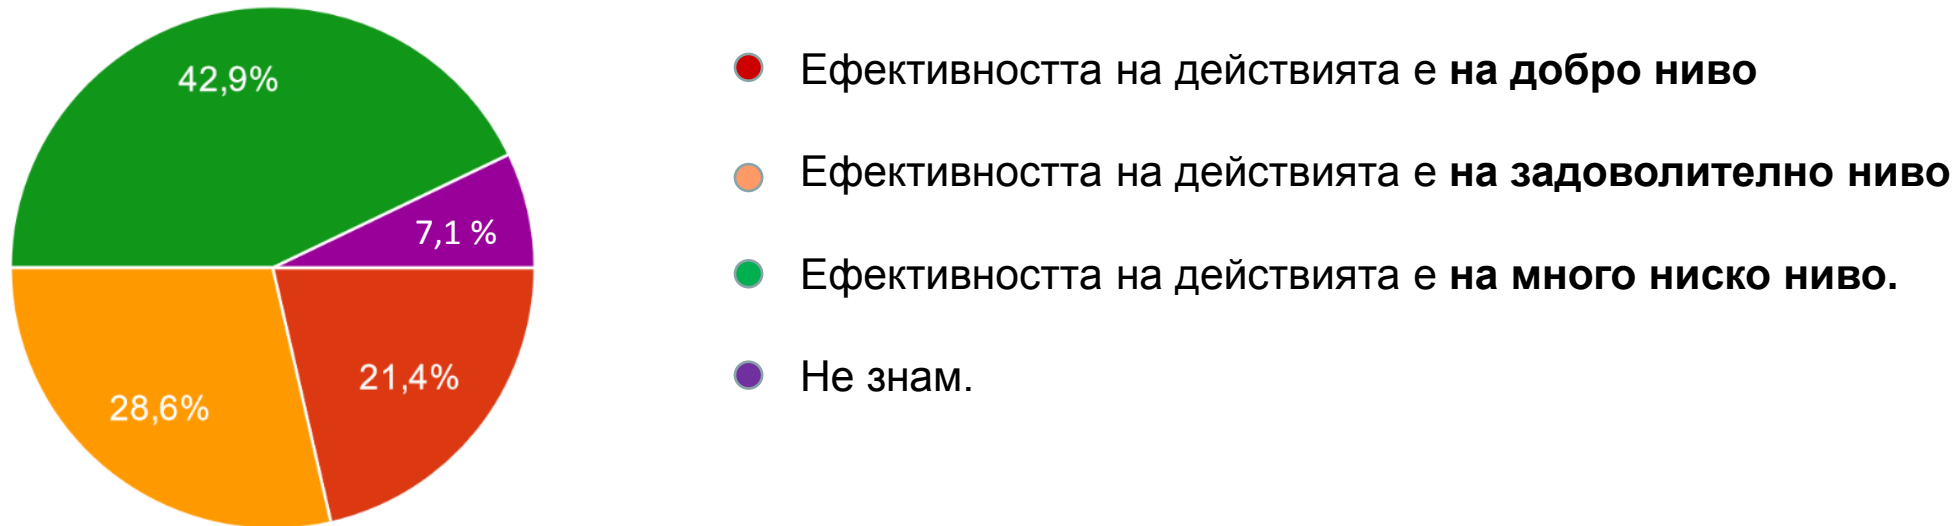 42,9%
7,1 %
21,4%
28,6%
Ефективността на действията е на добро ниво
Ефективността на действията е на задоволително ниво
Ефективността на действията е на много ниско ниво.
Не знам.